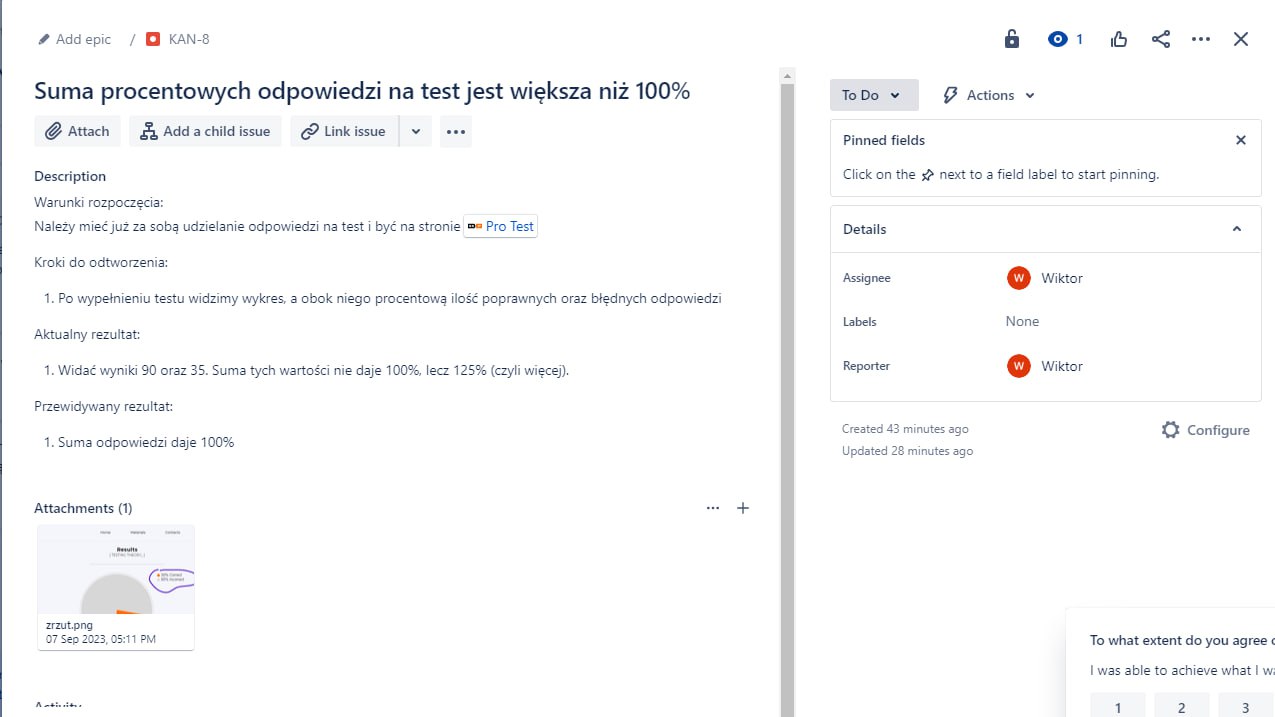 Add epic / KAN-8
1
Suma procentowych odpowiedzi na test jest większa niż 100%
Attach
Add a child issue
Link issue
Description
Warunki rozpoczęcia:
Należy mieć już za sobą udzielanie odpowiedzi na test i być na stronie Pro Test
Kroki do odtworzenia:
1. Po wypełnieniu testu widzimy wykres, a obok niego procentową ilość poprawnych oraz błędnych odpowiedzi
Aktualny rezultat:
1. Widać wyniki 90 oraz 35. Suma tych wartości nie daje 100%, lecz 125% (czyli więcej).
Przewidywany rezultat:
1. Suma odpowiedzi daje 100%
Attachments (1)
Home Materials Contacts
Results
zrzut.png
07 Sep 2023, 05:11 PM
Activity
To Do
Actions
Pinned fields
Click on the next to a field label to start pinning.
Details
Assignee
W Wiktor
Labels
None
Reporter
W Wiktor
Created 43 minutes ago
Updated 28 minutes ago
Configure
To what extent do you agree
I was able to achieve what I
1 2 3